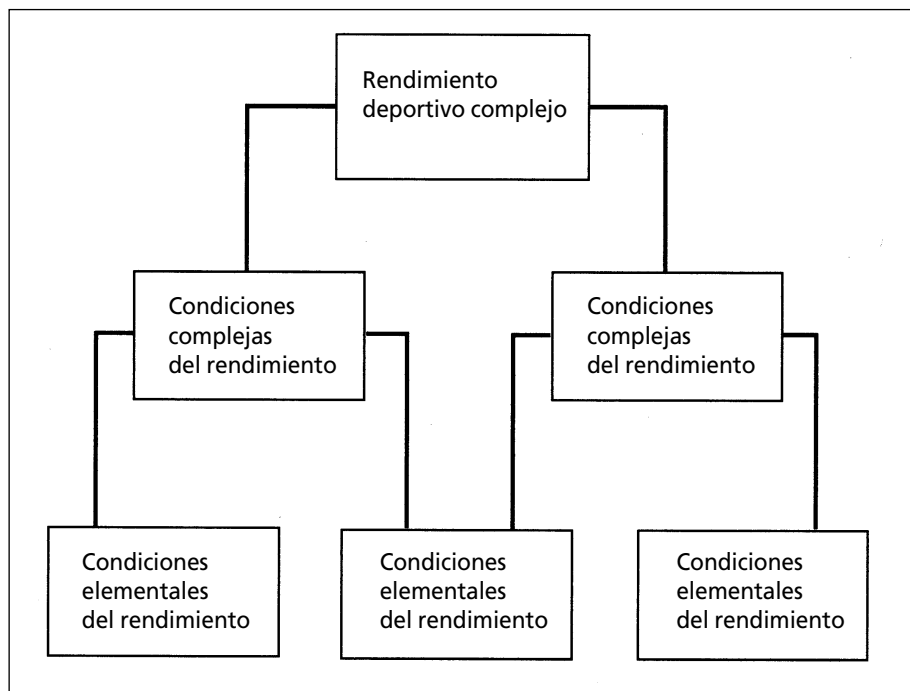 Rendimiento
deportivo complejo
Condiciones
complejas
del rendimiento
Condiciones
complejas
del rendimiento
Condiciones
elementales
del rendimiento
Condiciones
elementales
del rendimiento
Condiciones
elementales
del rendimiento